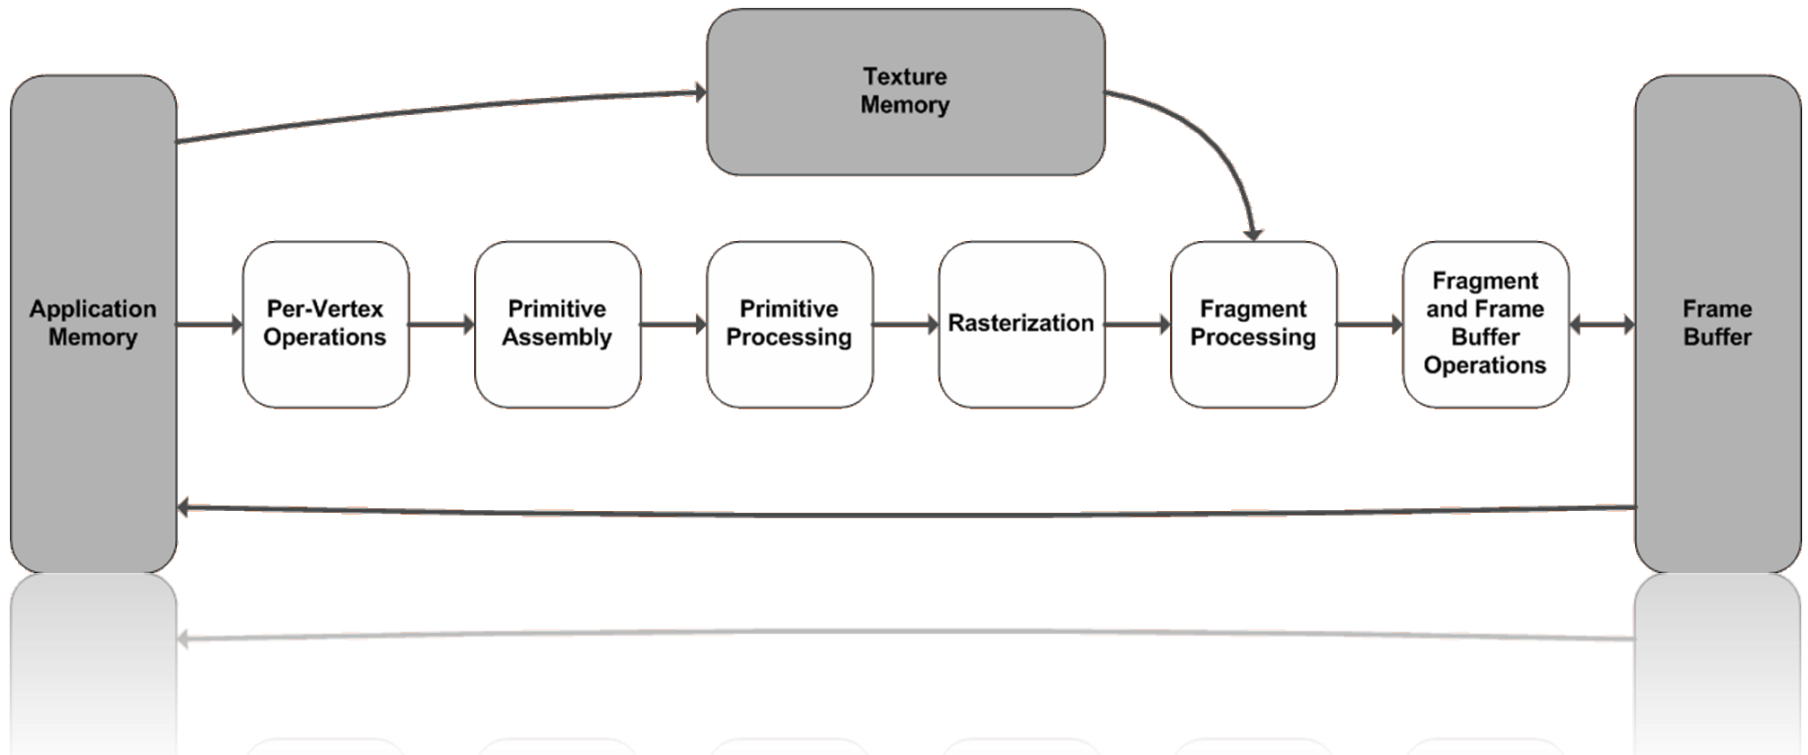 Texture
Memory
Application
Memory
Per-Vertex
Operations
Primitive
Assembly
Primitive
Processing
Rasterization
Fragment
Processing
Fragment
and Frame
Buffer
Operations
Frame
Buffer